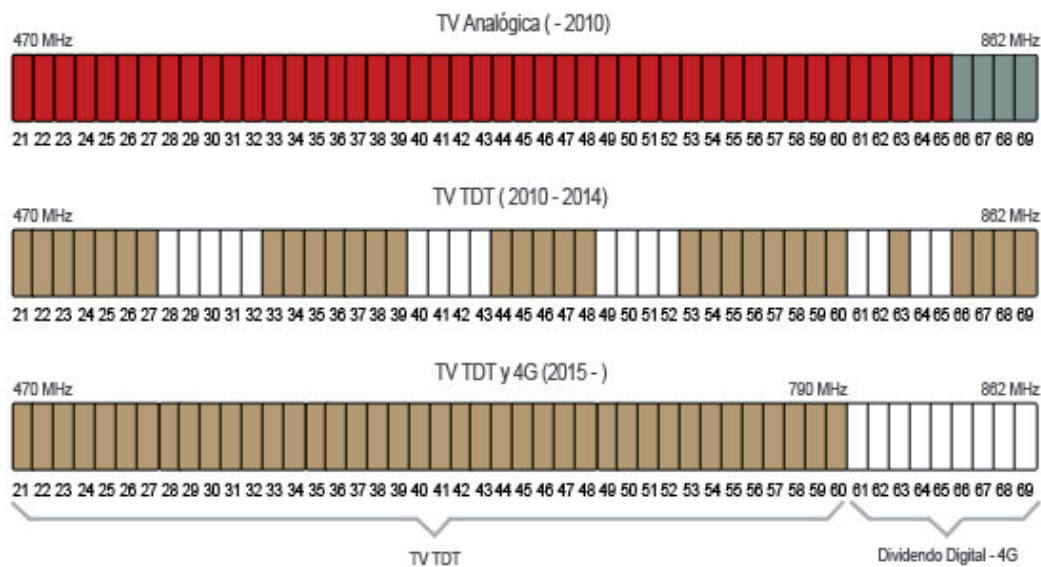 TV Analógica ( - 2010)
470 MHz 862 MHz
21 22 23 24 25 26 27 28 29 30 31 32 33 34 35 36 37 38 39 40 41 42 43 44 45 46 47 48 49 50 51 52 53 54 55 56 57 58 59 60 61 62 63 64 65 66 67 68 69
TV TDT ( 2010 - 2014)
470 MHz 862 MHz
21 22 23 24 25 26 27 28 29 30 31 32 33 34 35 36 37 38 39 40 41 42 43 44 45 46 47 48 49 50 51 52 53 54 55 56 57 58 59 60 61 62 63 64 65 66 67 68 69
TV TDT y 4G (2015 - )
470 MHz 790 MHz 862 MHz
21 22 23 24 25 26 27 28 29 30 31 32 33 34 35 36 37 38 39 40 41 42 43 44 45 46 47 48 49 50 51 52 53 54 55 56 57 58 59 60 61 62 63 64 65 66 67 68 69
TV TDT Dividendo Digital - 4G